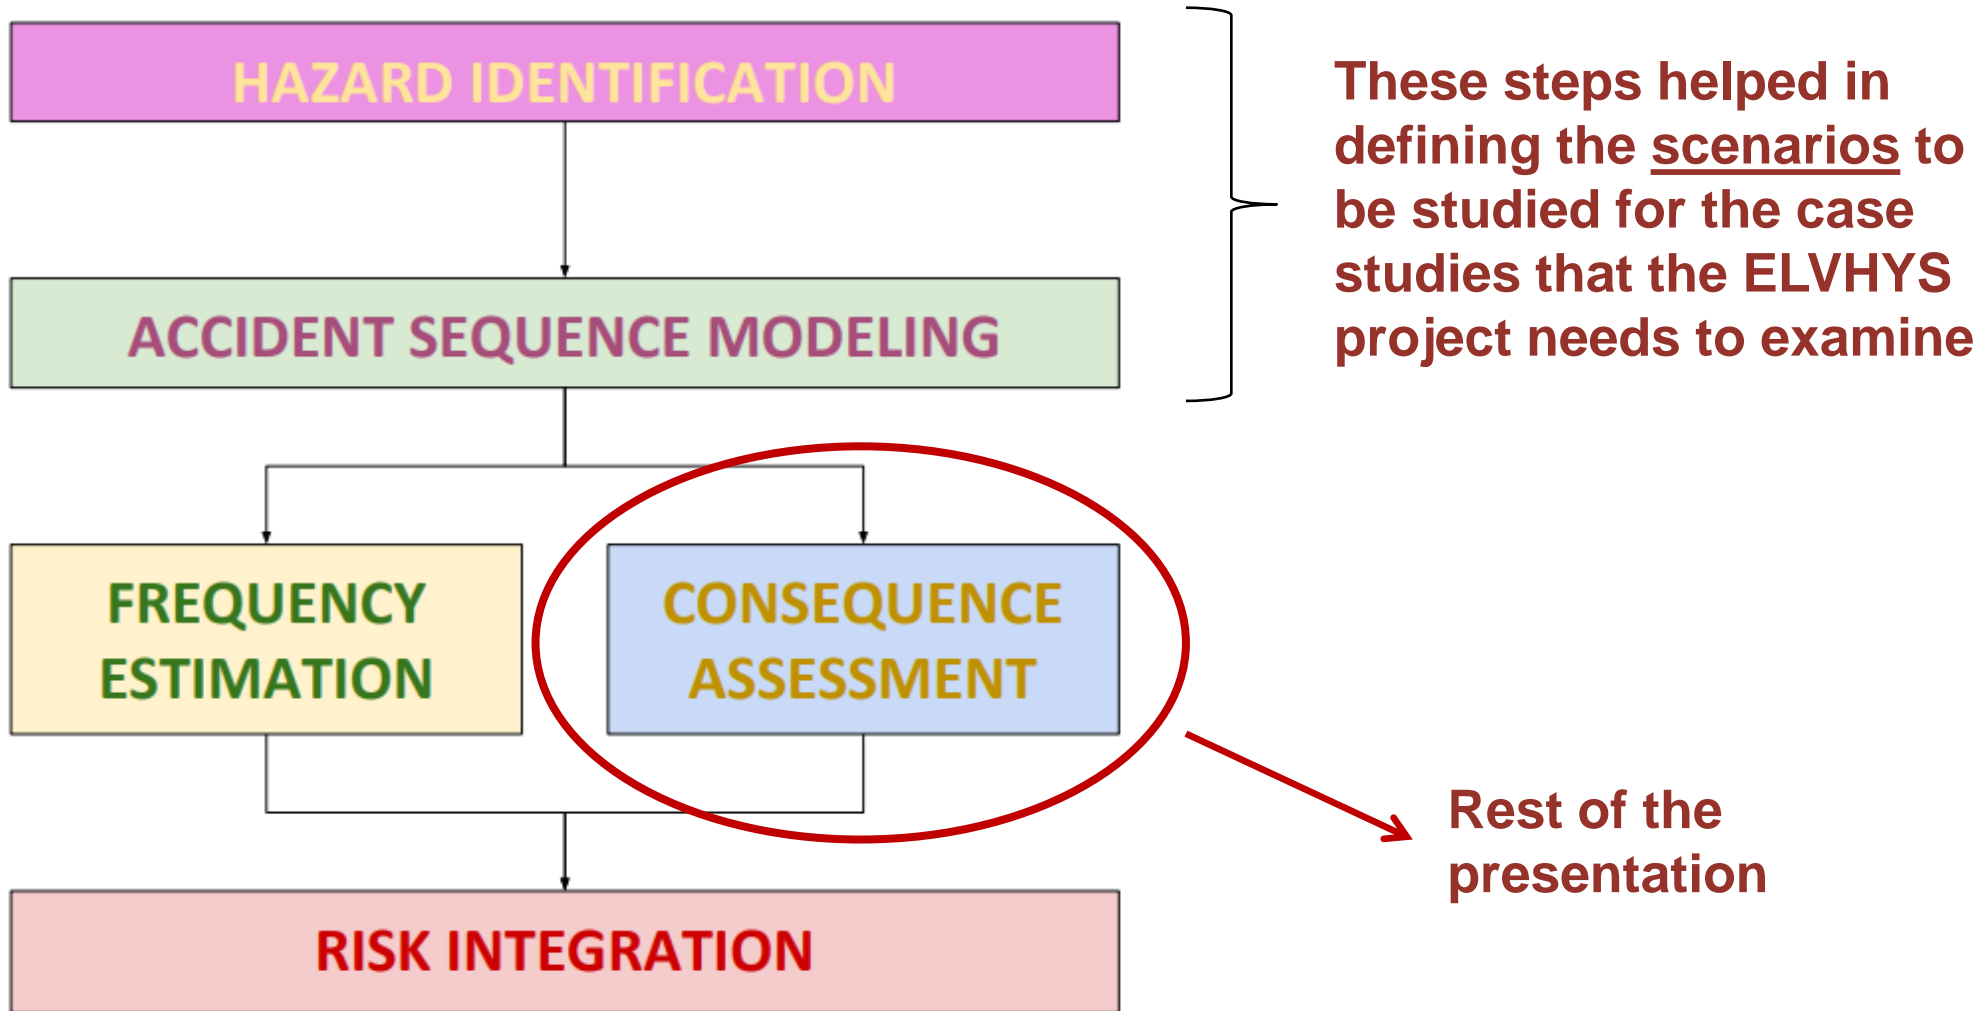 HAZARD IDENTIFICATION
These steps helped in
defining the scenarios to
be studied for the case
studies that the ELVHYS
project needs to examine
ACCIDENT SEQUENCE MODELING
FREQUENCY
ESTIMATION
CONSEQUENCE
ASSESSMENT
Rest of the
presentation
RISK INTEGRATION